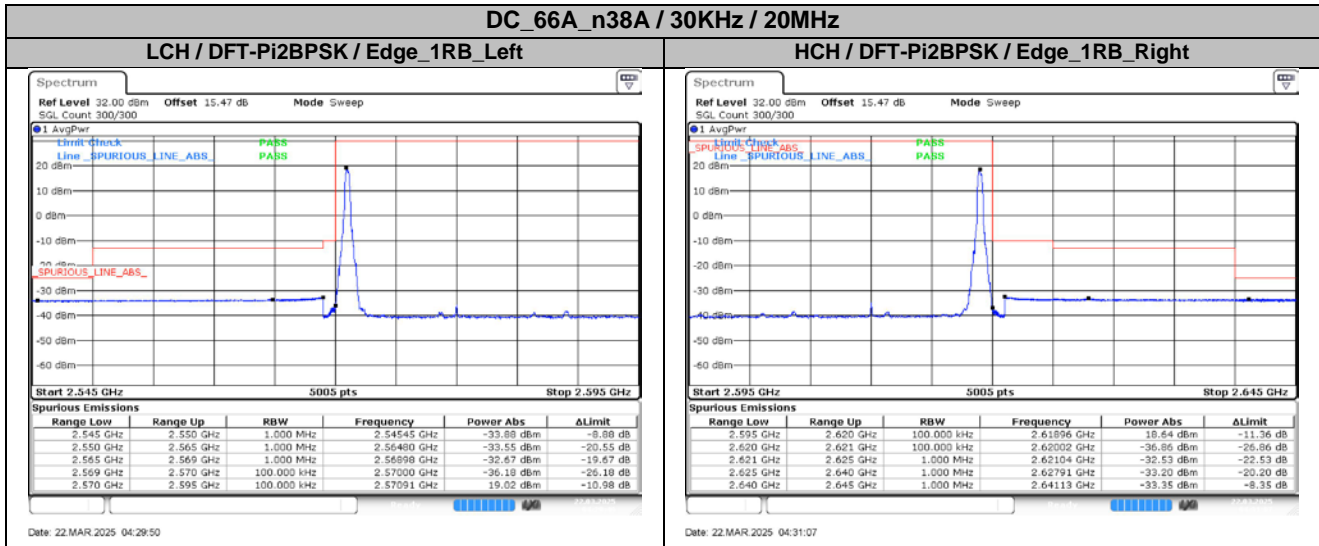 DC_66A_n38A / 30KHz / 20MHz
LCH / DFT-Pi2BPSK / Edge_1RB_Left
HCH / DFT-Pi2BPSK / Edge_1RB_Right
Spectrum
Ref Level 32.00 dBm Offset 15.47 dB Mode Sweep
SGL Count 300/300
1 AvgPwr
Limit Check PASS
Line _SPURIOUS_LINE_ABS_ PASS
20 dBm
10 dBm
0 dBm
-10 dBm
-20 dBm
_SPURIOUS_LINE_ABS_
-30 dBm
-40 dBm
-50 dBm
-60 dBm
Start 2.545 GHz 5005 pts Stop 2.595 GHz
Spurious Emissions
Range Low Range Up RBW Frequency Power Abs ΔLimit
2.545 GHz 2.550 GHz 1.000 MHz 2.54545 GHz -33.88 dBm -8.88 dB
2.550 GHz 2.565 GHz 1.000 MHz 2.56480 GHz -33.55 dBm -20.55 dB
2.565 GHz 2.569 GHz 1.000 MHz 2.56898 GHz -32.67 dBm -19.67 dB
2.569 GHz 2.570 GHz 100.000 kHz 2.57000 GHz -36.18 dBm -26.18 dB
2.570 GHz 2.595 GHz 100.000 kHz 2.57091 GHz 19.02 dBm -10.98 dB
Date: 22.MAR.2025 04:29:50
Spectrum
Ref Level 32.00 dBm Offset 15.47 dB Mode Sweep
SGL Count 300/300
1 AvgPwr
Limit Check PASS
_SPURIOUS_LINE_ABS_
Line _SPURIOUS_LINE_ABS_ PASS
20 dBm
10 dBm
0 dBm
-10 dBm
-20 dBm
-30 dBm
-40 dBm
-50 dBm
-60 dBm
Start 2.595 GHz 5005 pts Stop 2.645 GHz
Spurious Emissions
Range Low Range Up RBW Frequency Power Abs ΔLimit
2.595 GHz 2.620 GHz 100.000 kHz 2.61896 GHz 18.64 dBm -11.36 dB
2.620 GHz 2.621 GHz 100.000 kHz 2.62002 GHz -36.86 dBm -26.86 dB
2.621 GHz 2.625 GHz 1.000 MHz 2.62104 GHz -32.53 dBm -22.53 dB
2.625 GHz 2.640 GHz 1.000 MHz 2.62791 GHz -33.20 dBm -20.20 dB
2.640 GHz 2.645 GHz 1.000 MHz 2.64113 GHz -33.35 dBm -8.35 dB
Date: 22.MAR.2025 04:31:07